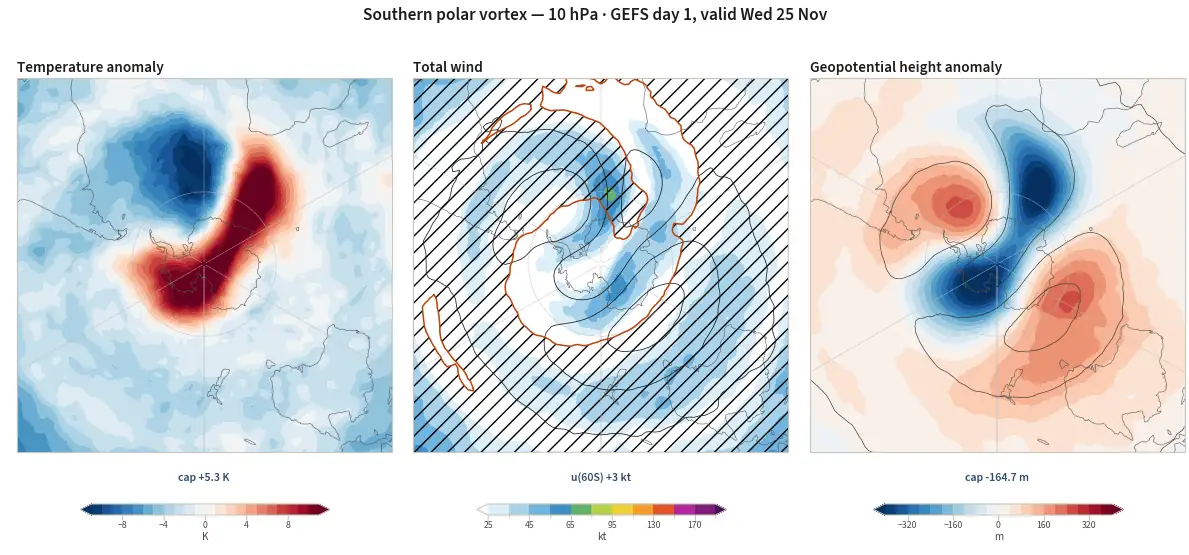 Southern polar vortex — 10 hPa · GEFS day 1, valid Wed 25 Nov
Temperature anomaly
Total wind
Geopotential height anomaly
cap +5.3 K
u(60S) +3 kt
cap -164.7 m
−8 −4 0 4 8
K
25 45 65 95 130 170
kt
−320 −160 0 160 320
m